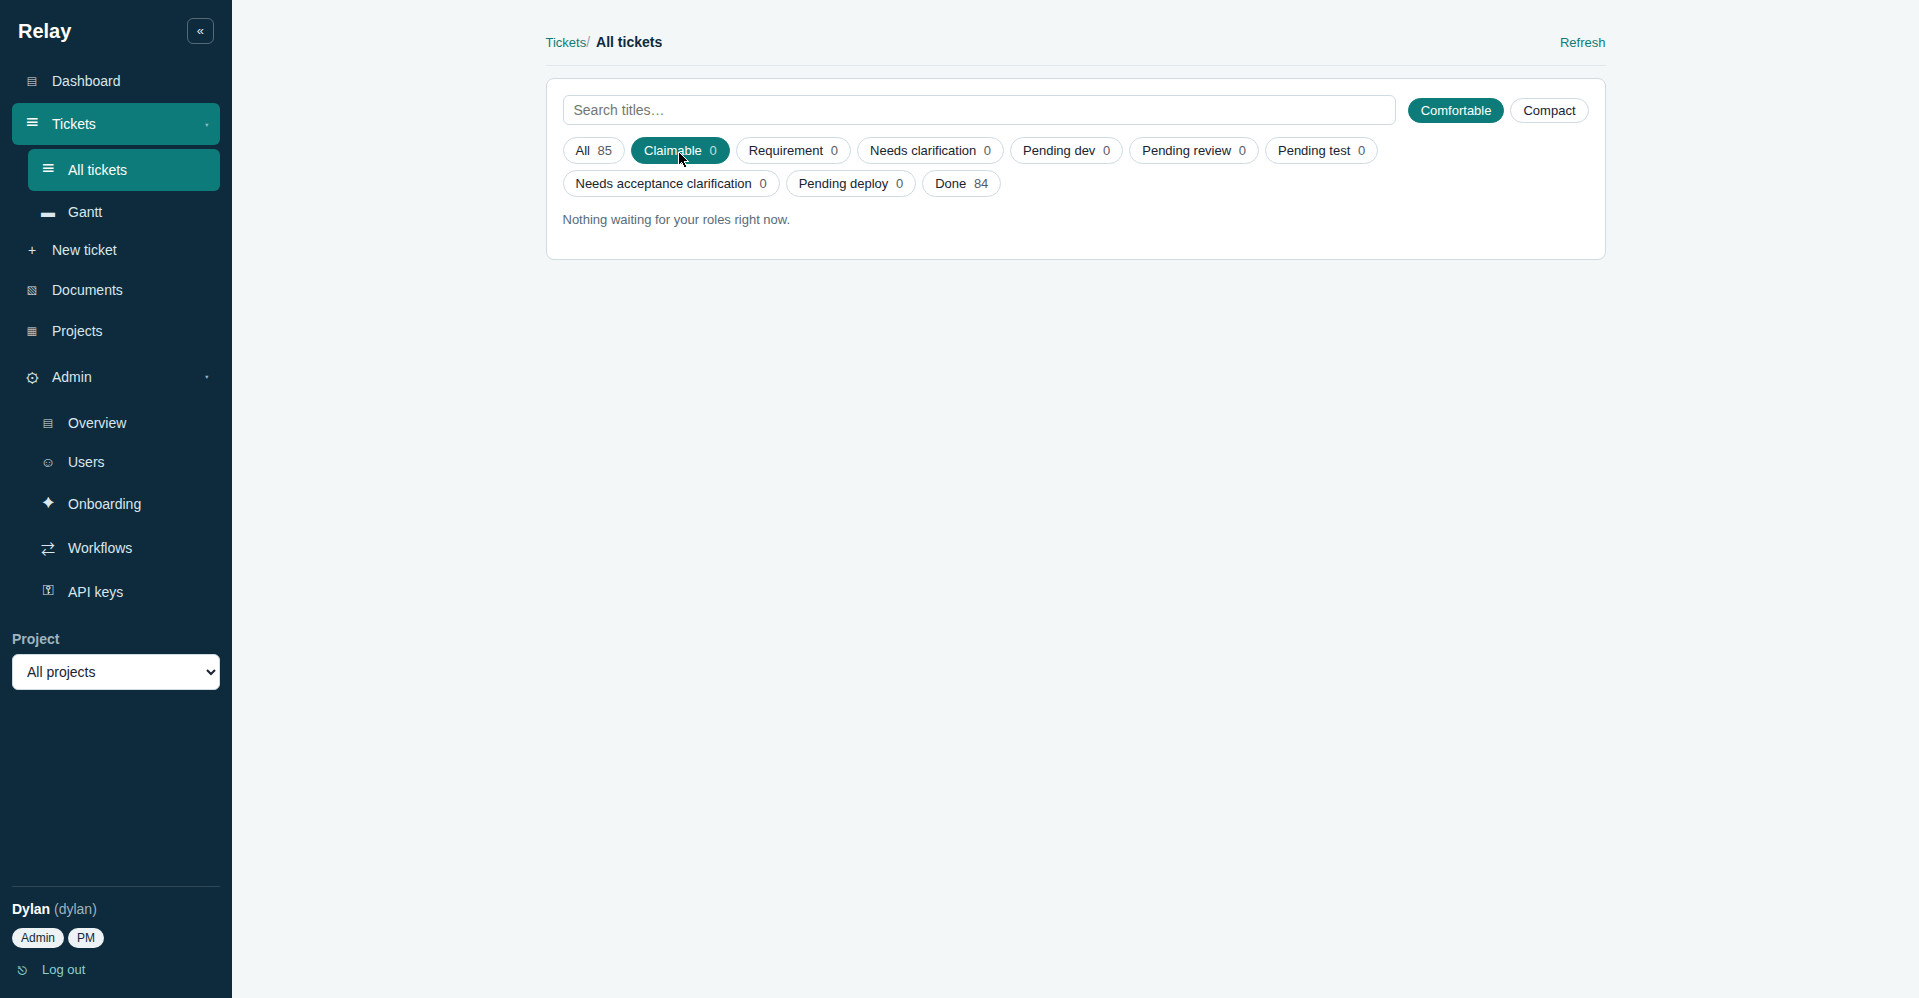 Relay «
Dashboard
Tickets
All tickets
Gantt
+ New ticket
Documents
Projects
Admin
Overview
Users
Onboarding
Workflows
API keys
Project
All projects
Dylan (dylan)
Admin PM
Log out
Tickets/ All tickets Refresh
Search titles… Comfortable Compact
All 85 Claimable 0 Requirement 0 Needs clarification 0 Pending dev 0 Pending review 0 Pending test 0
Needs acceptance clarification 0 Pending deploy 0 Done 84
Nothing waiting for your roles right now.